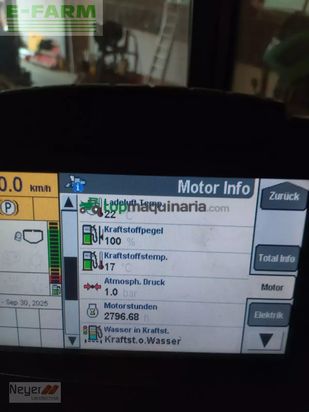 E-FARM
0.0 km/h
Motor Info
Zurück
(P)
Ladeluft Temp.
22 °C
topmaquinaria.com
Kraftstoffpegel
100 %
Kraftstofftemp.
17 °C
Total Info
Atmosph. Druck
1.0 bar
Motor
- Sep 30, 2025
Motorstunden
2796.68 h
Elektrik
Wasser in Kraftst.
Kraftst.o.Wasser
Neyer
Landtechnik